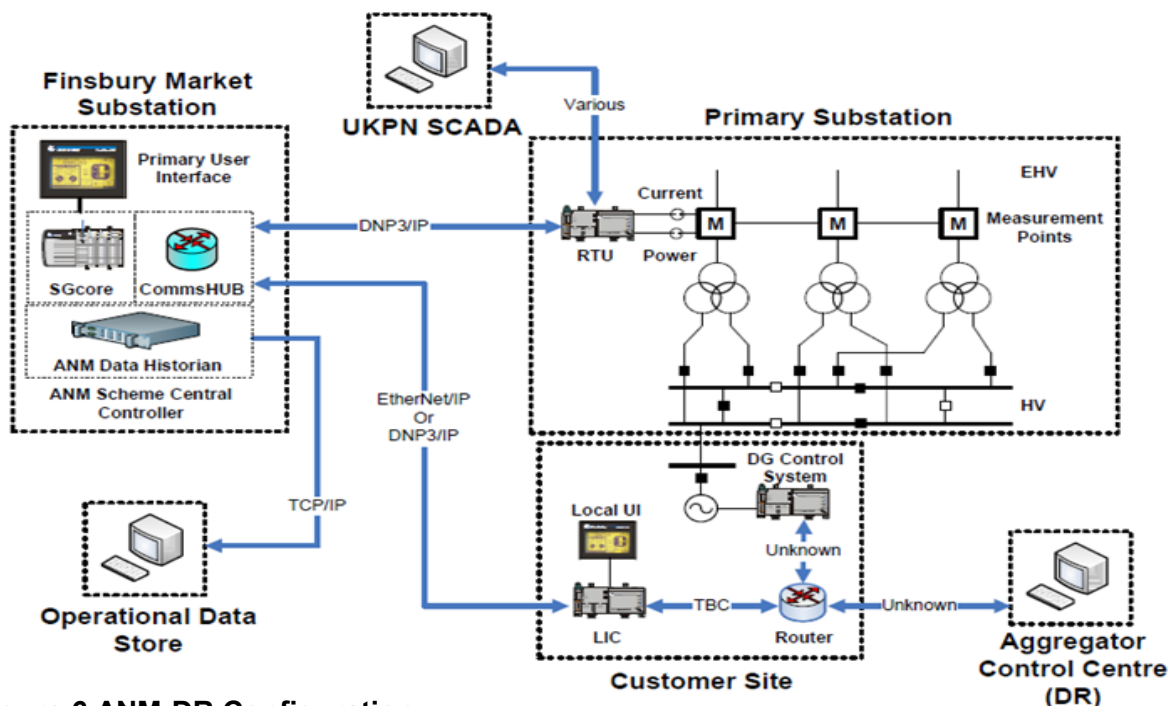 Finsbury Market
Substation
Primary User
Interface
SGcore
CommsHUB
ANM Data Historian
ANM Scheme Central
Controller
UKPN SCADA
Various
Primary Substation
Current
Power
RTU
M
M
M
EHV
Measurement
Points
HV
DNP3/IP
EtherNet/IP
Or
DNP3/IP
TCP/IP
Operational Data
Store
DG Control
System
Local UI
Unknown
LIC
TBC
Router
Unknown
Customer Site
Aggregator
Control Centre
(DR)